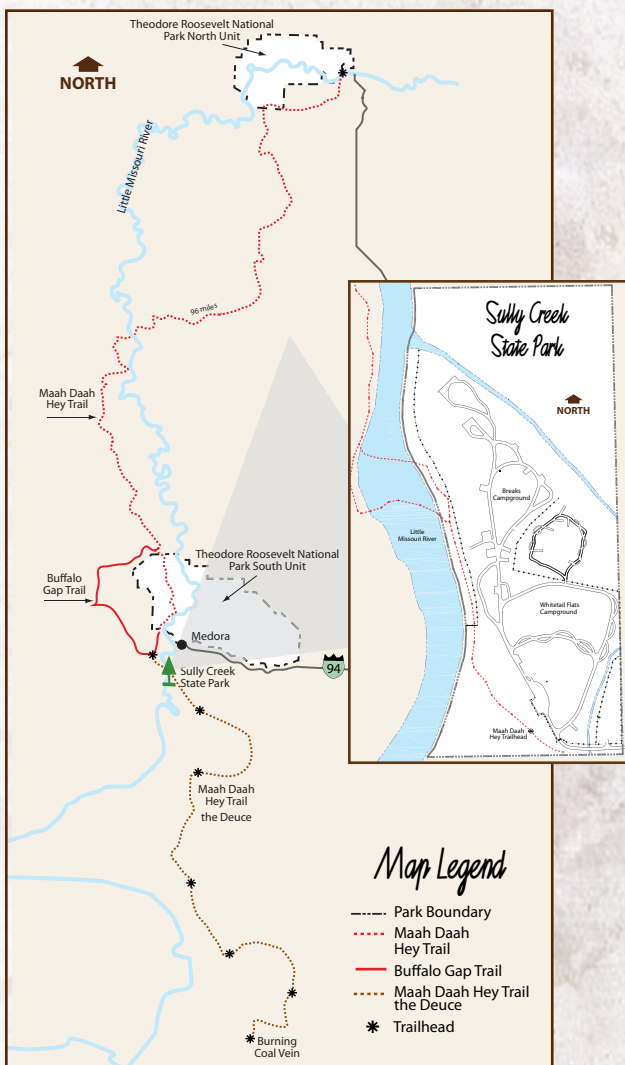 Theodore Roosevelt National
Park North Unit
NORTH
Little Missouri River
96 miles
Maah Daah
Hey Trail
Buffalo
Gap Trail
Theodore Roosevelt National
Park South Unit
Medora
94
Sully Creek
State Park
Maah Daah
Hey Trail
the Deuce
Burning
Coal Vein
Sully Creek
State Park
NORTH
Breaks
Campground
Little
Missouri River
Whitetail Flats
Campground
Maah Daah
Hey Trailhead
Map Legend
Park Boundary
Maah Daah
Hey Trail
Buffalo Gap Trail
Maah Daah Hey Trail
the Deuce
Trailhead